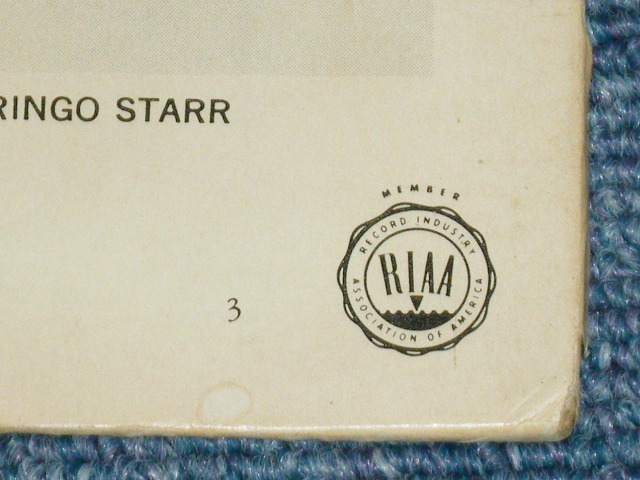 RINGO STARR
MEMBER
RECORD INDUSTRY
RIAA
ASSOCIATION OF AMERICA
3